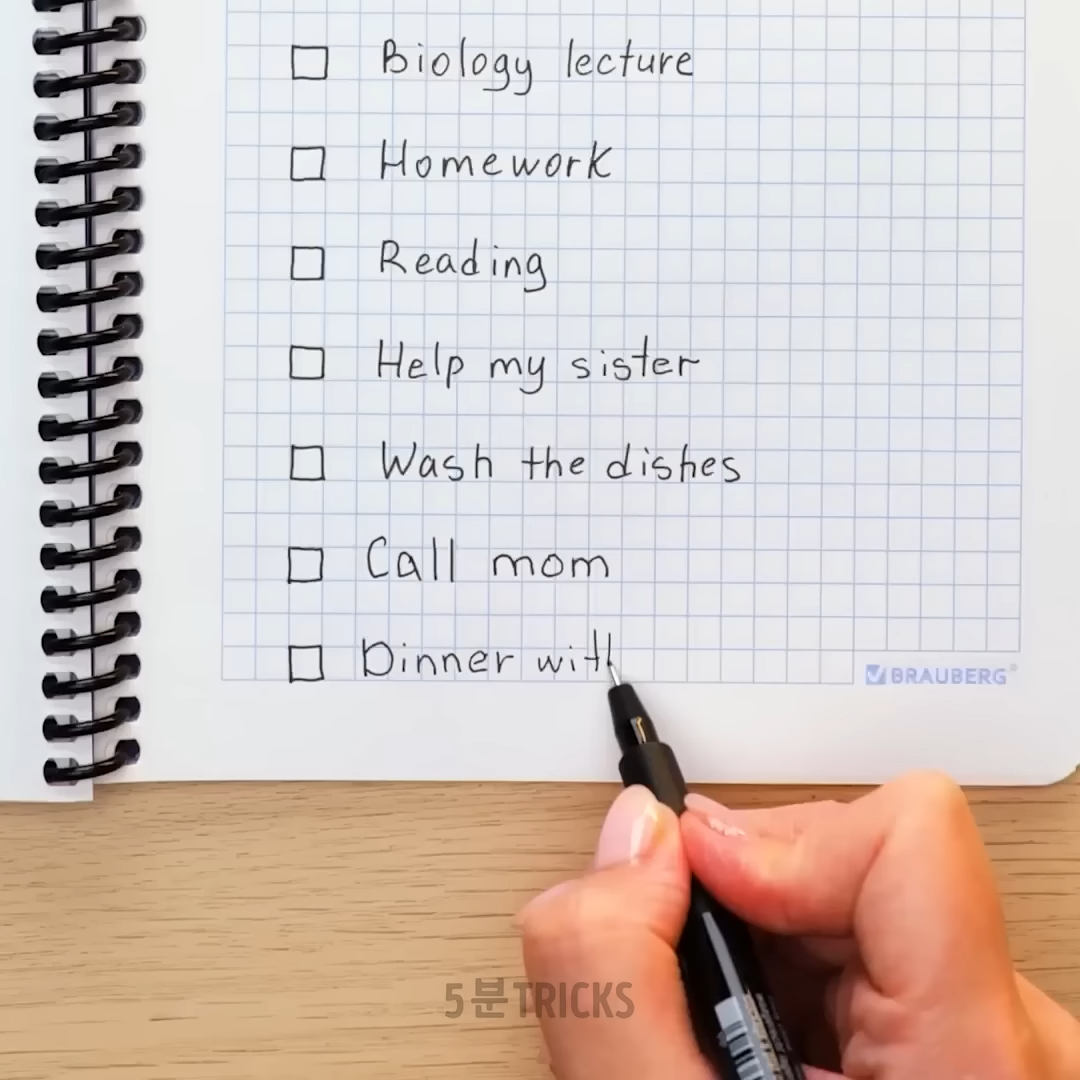 Biology lecture
Homework
Reading
Help my sister
Wash the dishes
Call mom
Dinner with
BRAUBERG®
5분TRICKS